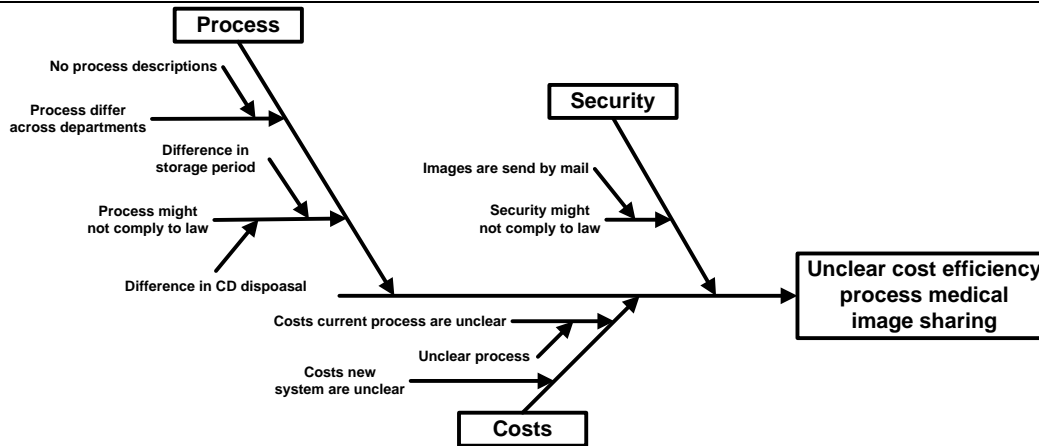 Process
No process descriptions
Process differ
across departments
Difference in
storage period
Process might
not comply to law
Difference in CD dispoasal
Security
Images are send by mail
Security might
not comply to law
Unclear cost efficiency
process medical
image sharing
Costs current process are unclear
Unclear process
Costs new
system are unclear
Costs